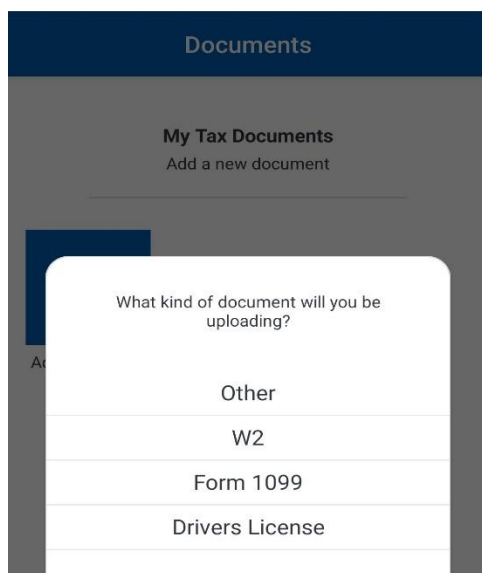 Documents
My Tax Documents
Add a new document
What kind of document will you be
uploading?
Other
W2
Form 1099
Drivers License